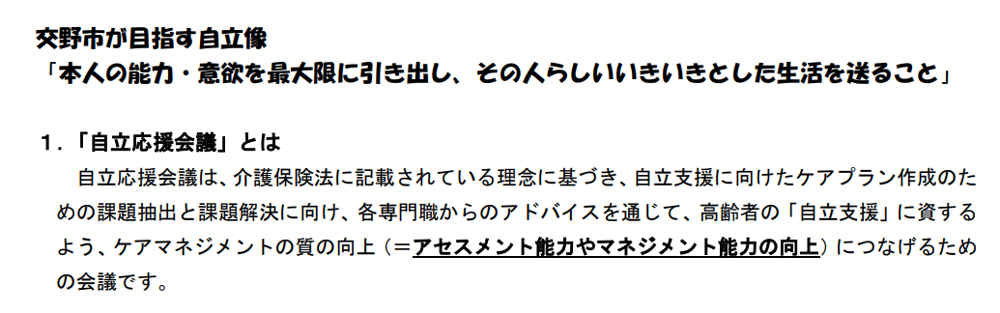 交野市が目指す自立像
「本人の能力・意欲を最大限に引き出し、その人らしいいきいきとした生活を送ること」
１．「自立応援会議」とは
自立応援会議は、介護保険法に記載されている理念に基づき、自立支援に向けたケアプラン作成のた
めの課題抽出と課題解決に向け、各専門職からのアドバイスを通じて、高齢者の「自立支援」に資する
よう、ケアマネジメントの質の向上（＝アセスメント能力やマネジメント能力の向上）につなげるため
の会議です。